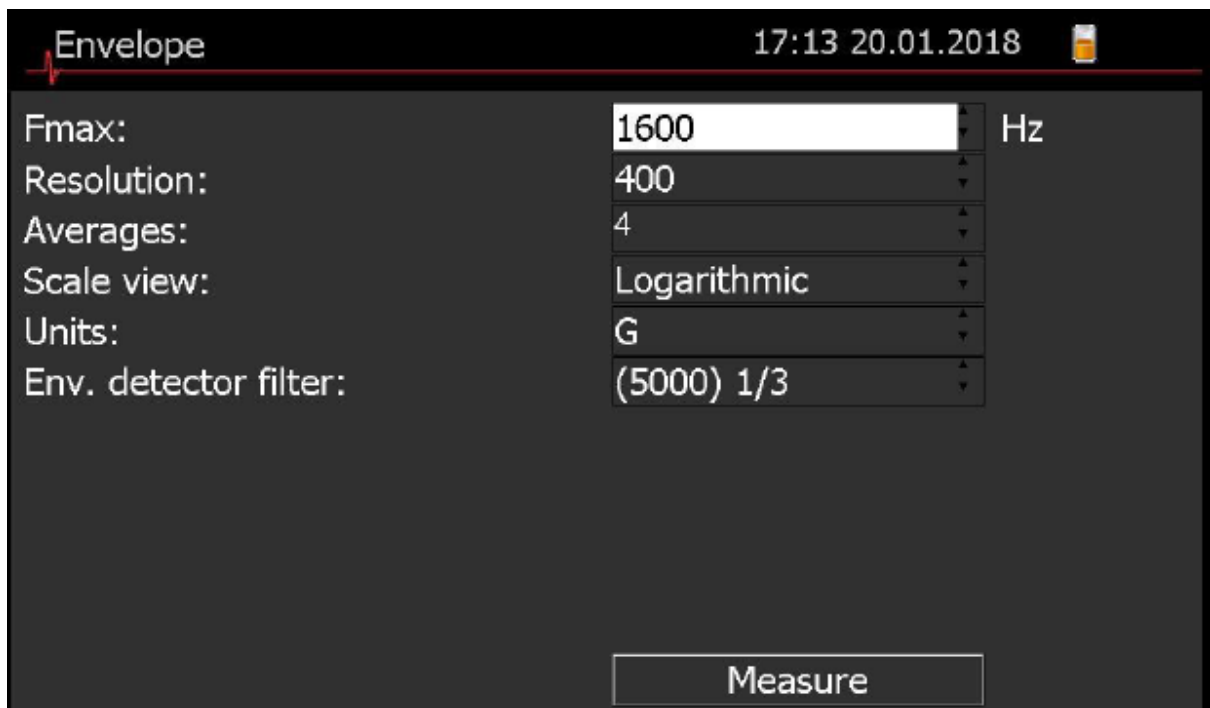 Envelope 17:13 20.01.2018
Fmax: 1600 Hz
Resolution: 400
Averages: 4
Scale view: Logarithmic
Units: G
Env. detector filter: (5000) 1/3
Measure